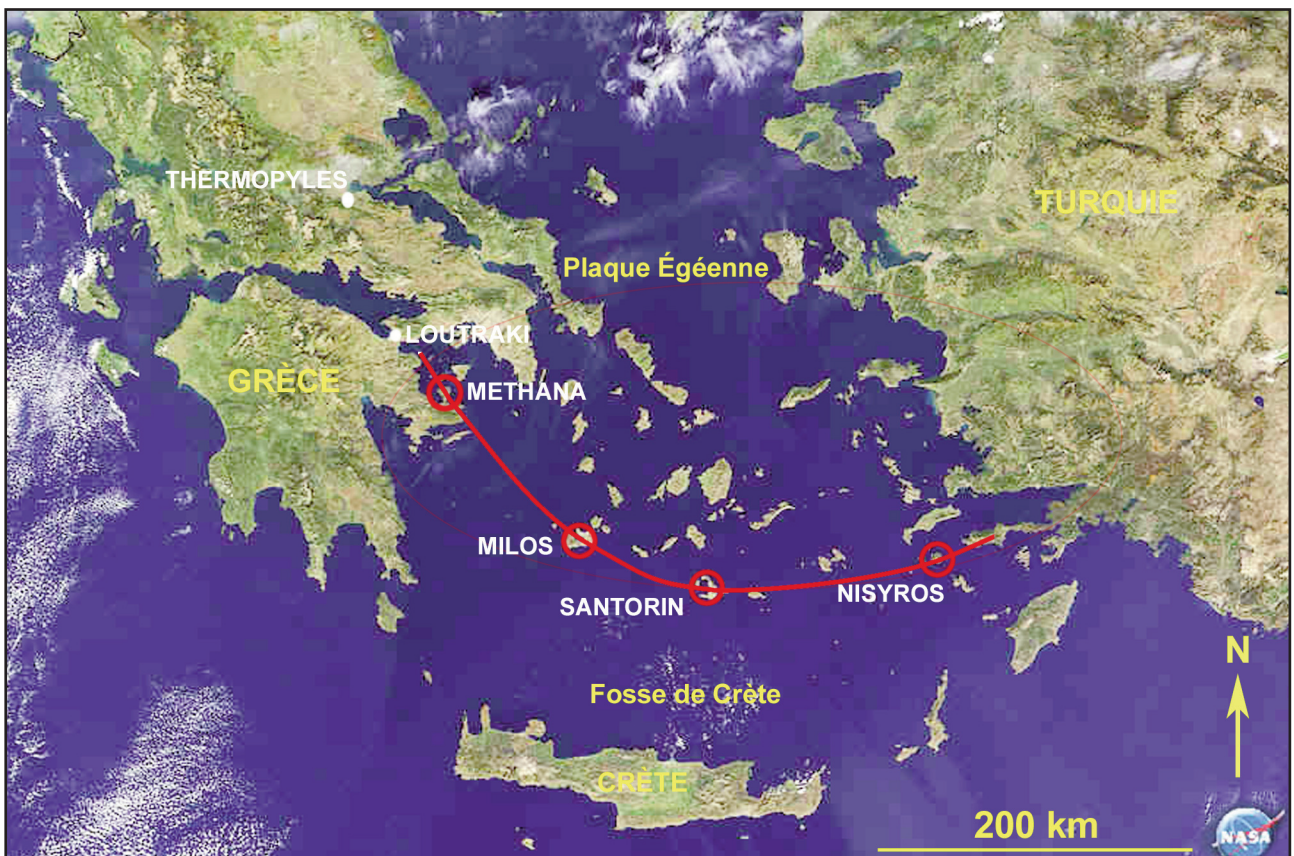 THERMOPYLES
TURQUIE
Plaque Égéenne
LOUTRAKI
GRÈCE
METHANA
MILOS
SANTORIN
NISYROS
N
Fosse de Crète
CRÈTE
200 km
NASA